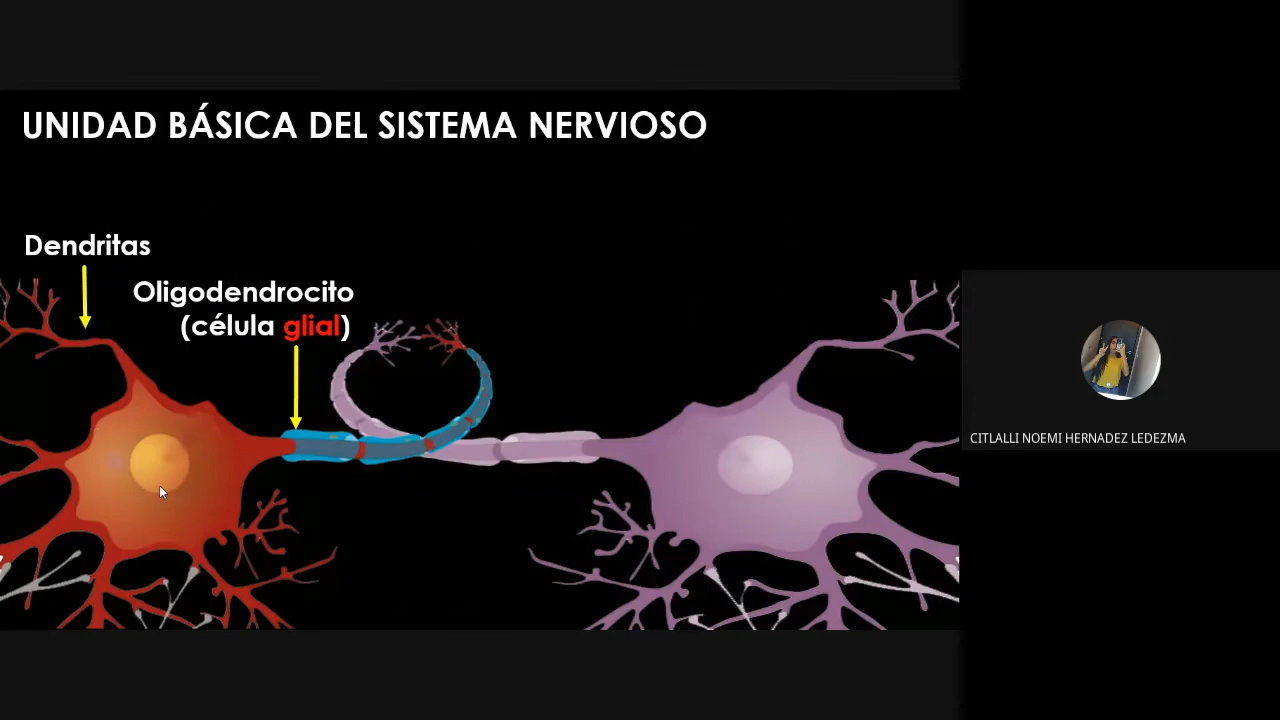 UNIDAD BÁSICA DEL SISTEMA NERVIOSO
Dendritas
Oligodendrocito
(célula glial)
CITLALLI NOEMI HERNADEZ LEDEZMA